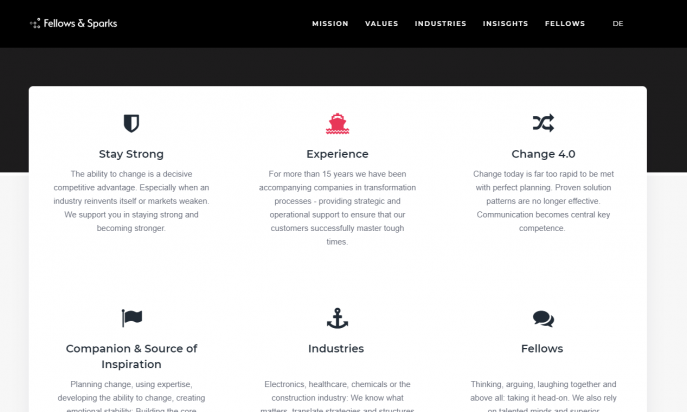 Fellows & Sparks
MISSION VALUES INDUSTRIES INSISGHTS FELLOWS DE
Stay Strong
The ability to change is a decisive
competitive advantage. Especially when an
industry reinvents itself or markets weaken.
We support you in staying strong and
becoming stronger.
Experience
For more than 15 years we have been
accompanying companies in transformation
processes - providing strategic and
operational support to ensure that our
customers successfully master tough
times.
Change 4.0
Change today is far too rapid to be met
with perfect planning. Proven solution
patterns are no longer effective.
Communication becomes central key
competence.
Companion & Source of
Inspiration
Planning change, using expertise,
developing the ability to change, creating
emotional stability: Building the core
Industries
Electronics, healthcare, chemicals or the
construction industry: We know what
matters, translate strategies and structures
Fellows
Thinking, arguing, laughing together and
above all: taking it head-on. We also rely
on talented minds and superior